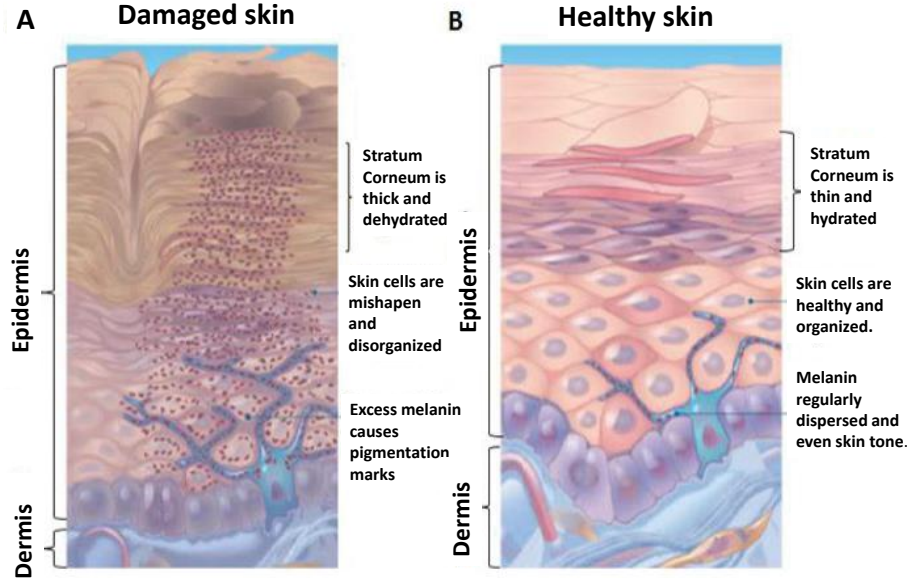 A
Damaged skin
Epidermis
Dermis
Stratum
Corneum is
thick and
dehydrated
Skin cells are
mishapen
and
disorganized
Excess melanin
causes
pigmentation
marks
B
Healthy skin
Epidermis
Dermis
Stratum
Corneum is
thin and
hydrated
Skin cells are
healthy and
organized.
Melanin
regularly
dispersed and
even skin tone.